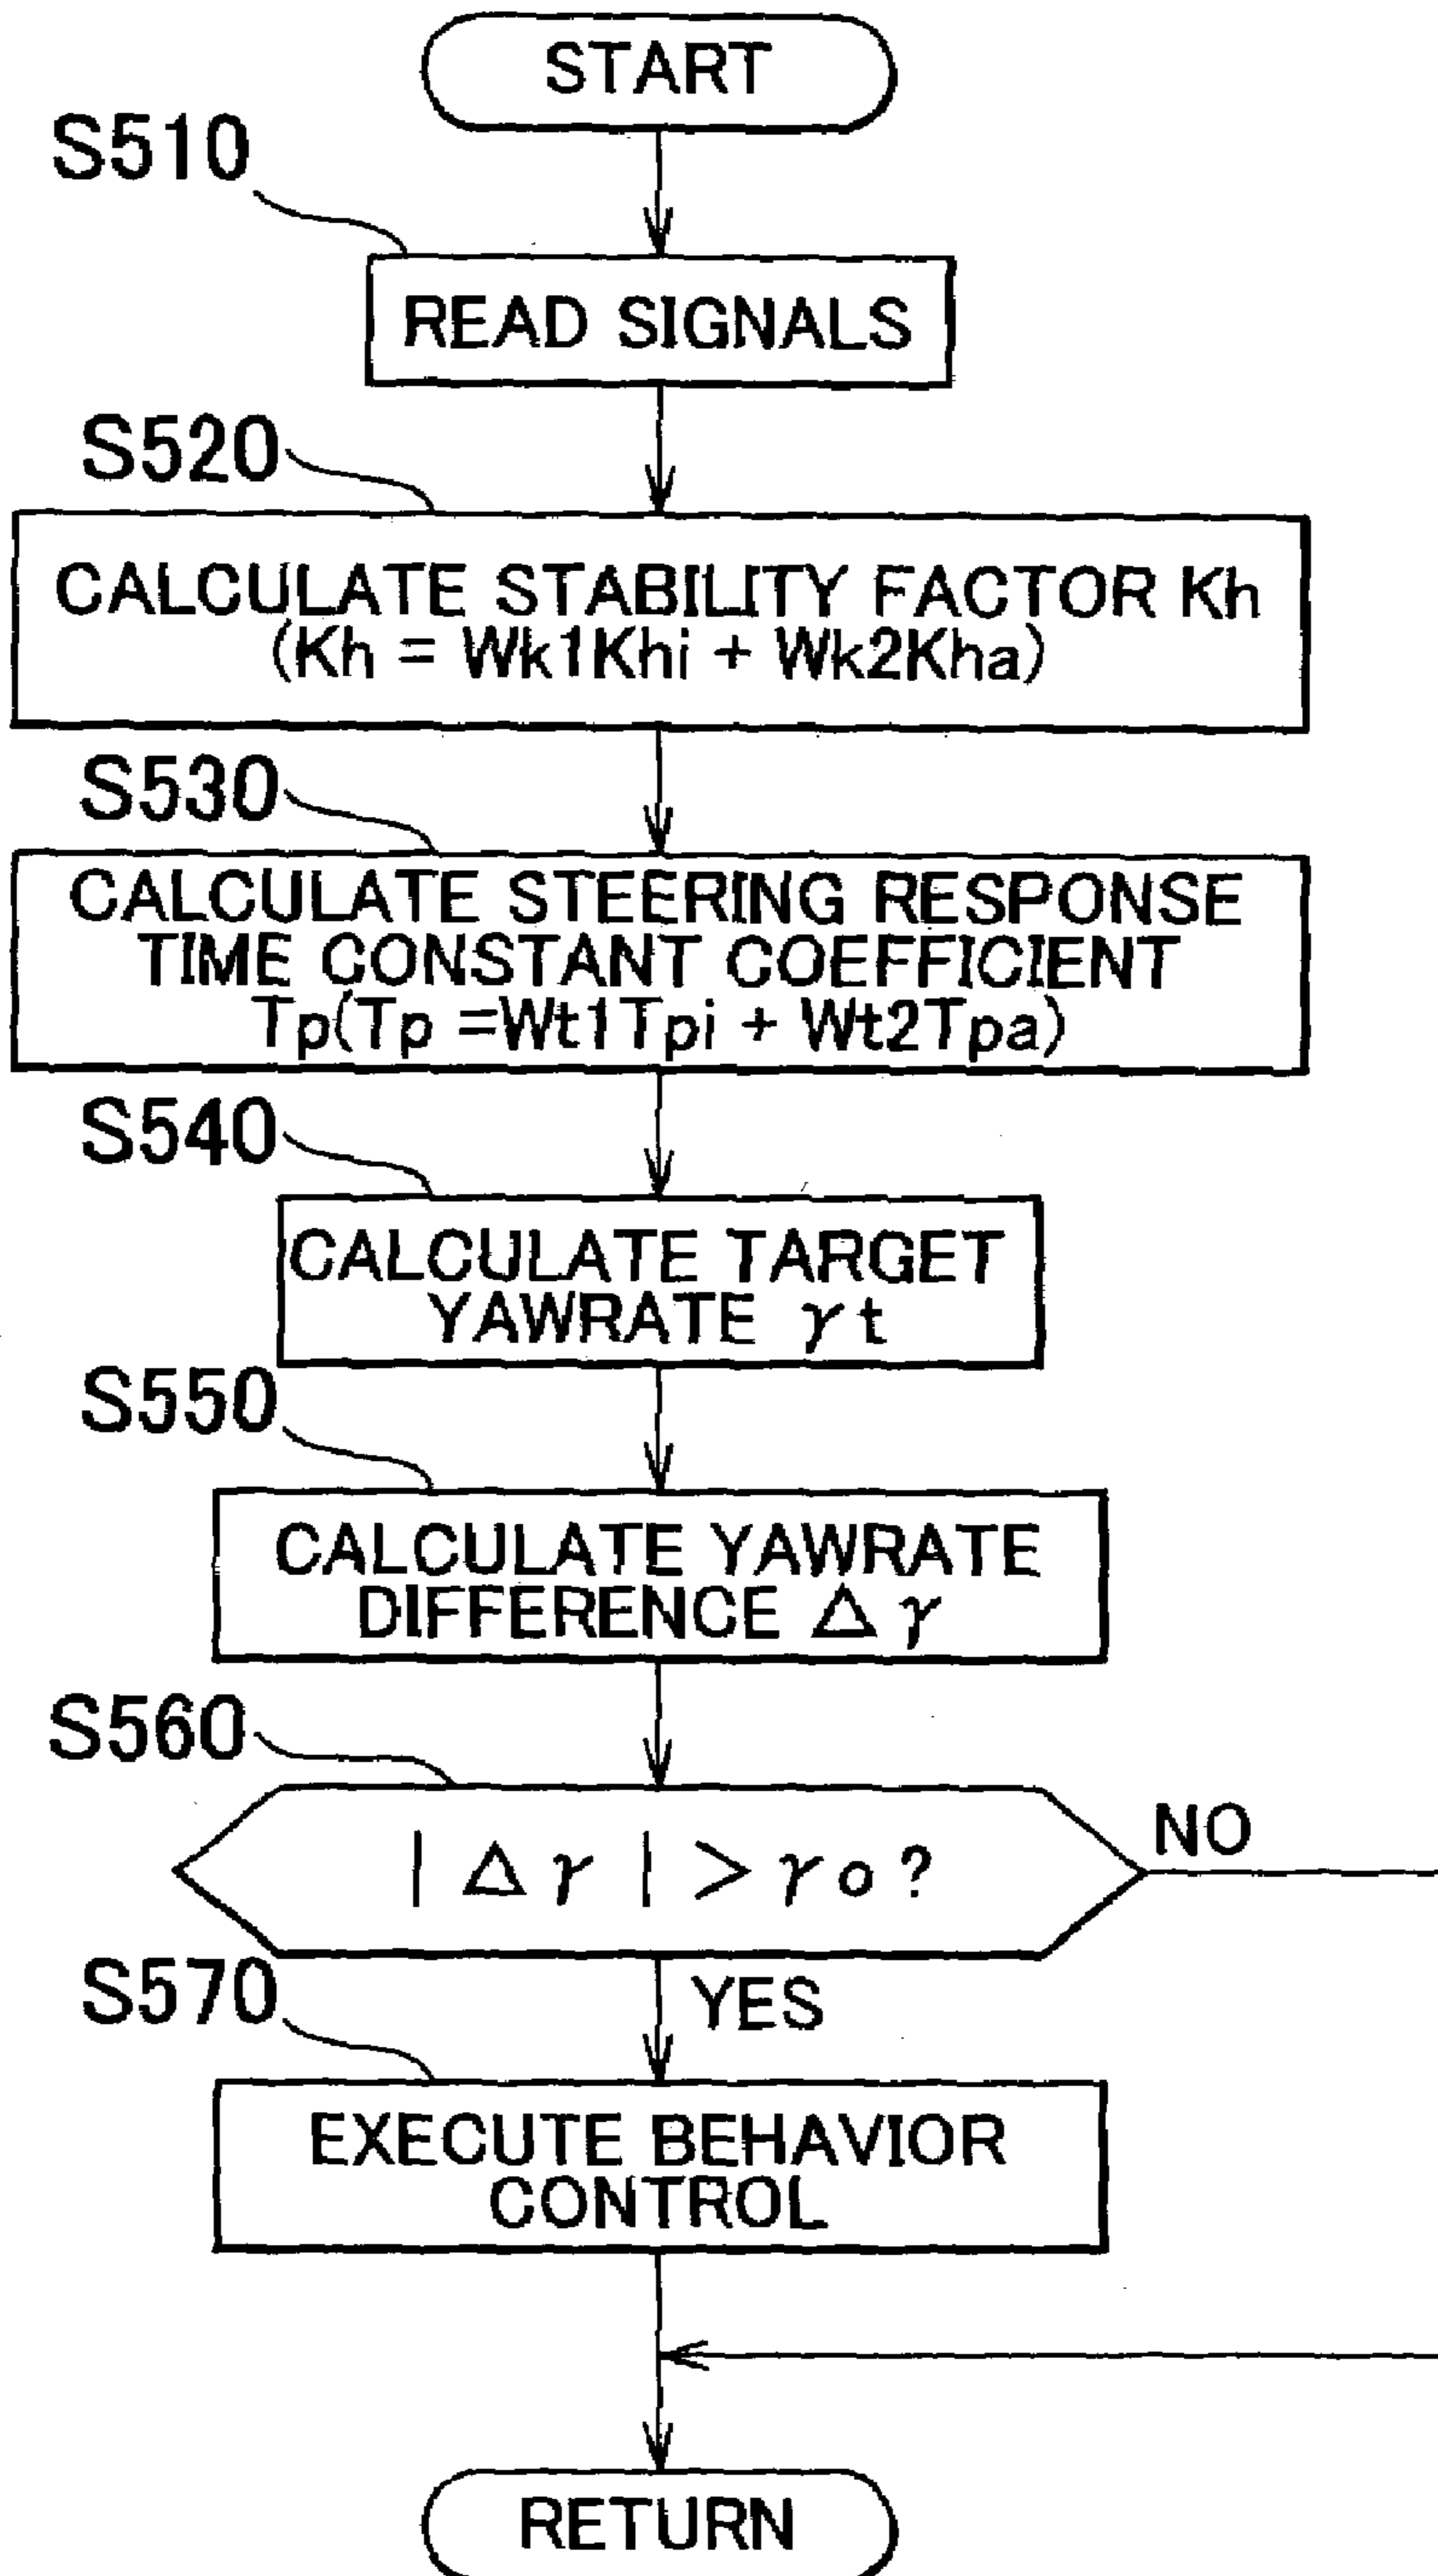 START
S510
READ SIGNALS
S520
CALCULATE STABILITY FACTOR Kh
(Kh = Wk1Khi + Wk2Kha)
S530
CALCULATE STEERING RESPONSE
TIME CONSTANT COEFFICIENT
Tp(Tp =Wt1Tpi + Wt2Tpa)
S540
CALCULATE TARGET
YAWRATE γt
S550
CALCULATE YAWRATE
DIFFERENCE Δγ
S560
|Δγ|>γo?
NO
YES
S570
EXECUTE BEHAVIOR
CONTROL
RETURN